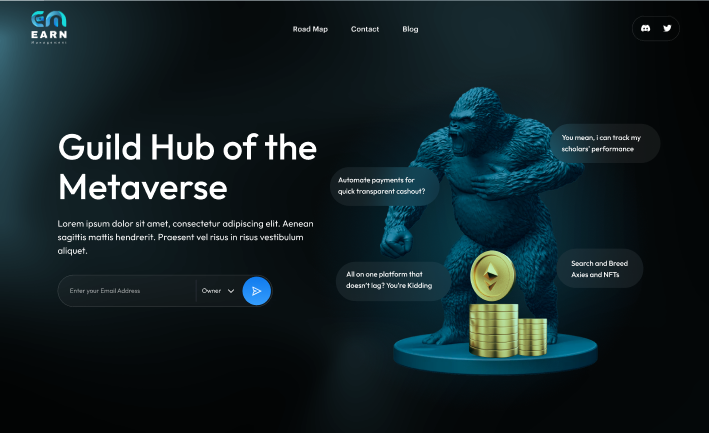 EARN
Management
Road Map
Contact
Blog
Guild Hub of the
Metaverse
Lorem ipsum dolor sit amet, consectetur adipiscing elit. Aenean
sagittis mattis hendrerit. Praesent vel risus in risus vestibulum
aliquet.
Enter your Email Address
Owner
You mean, i can track my
scholars' performance
Automate payments for
quick transparent cashout?
All on one platform that
doesn't lag? You're Kidding
Search and Breed
Axies and NFTs